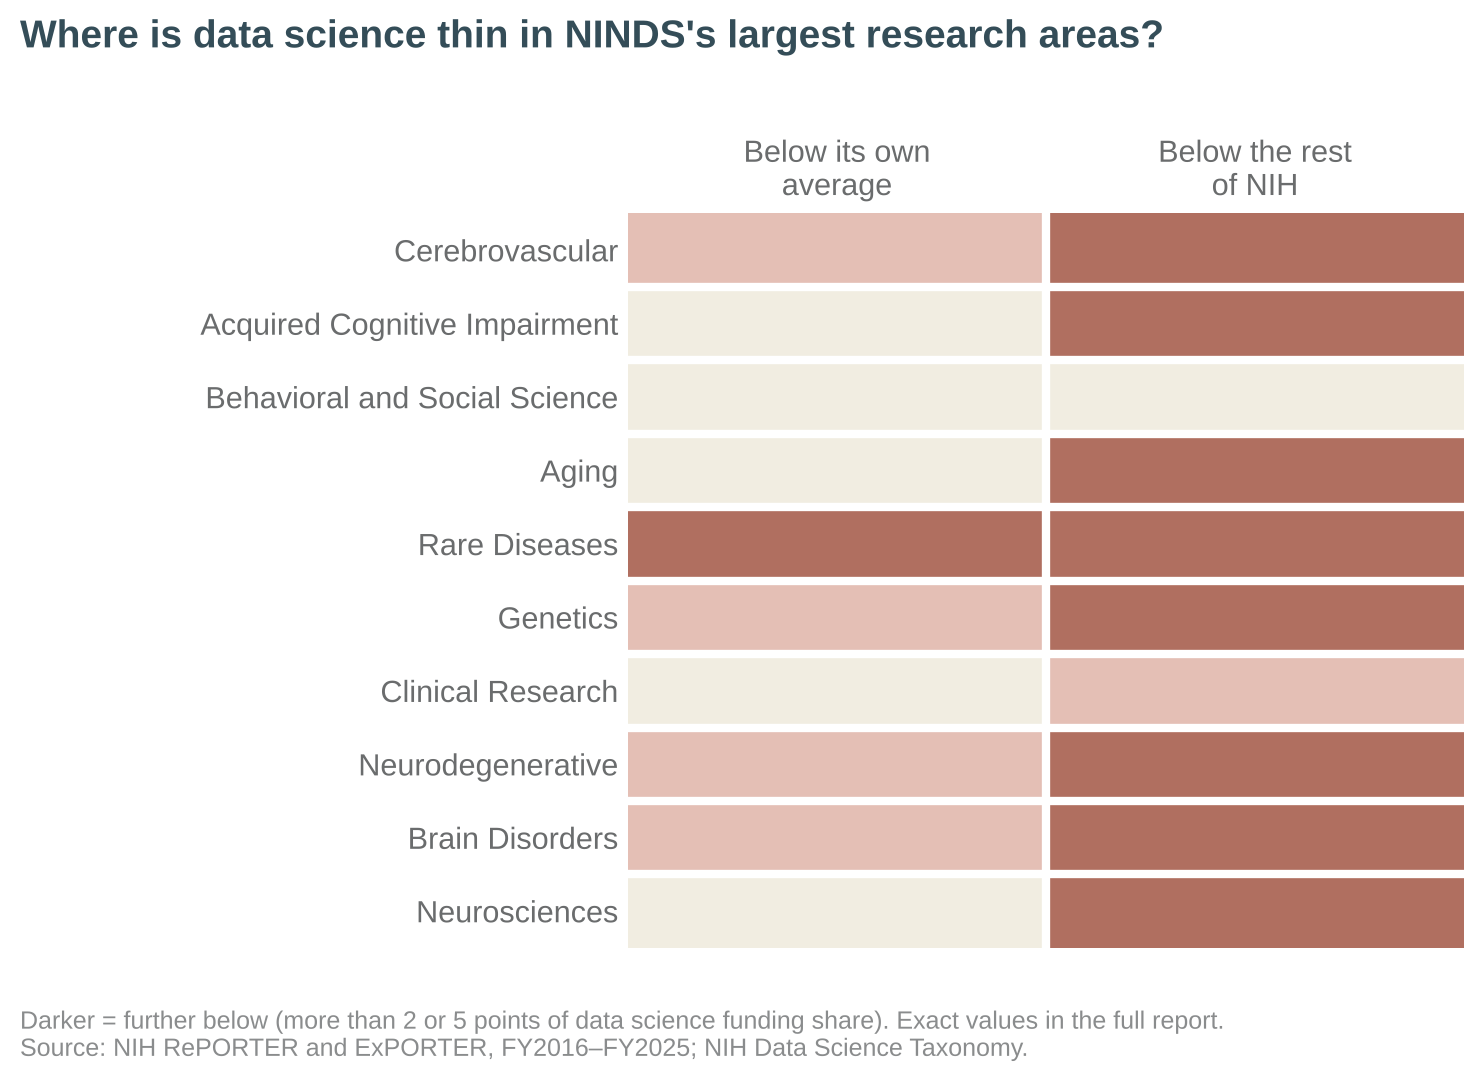 Where is data science thin in NINDS's largest research areas?
Below its own
average
Below the rest
of NIH
Cerebrovascular
Acquired Cognitive Impairment
Behavioral and Social Science
Aging
Rare Diseases
Genetics
Clinical Research
Neurodegenerative
Brain Disorders
Neurosciences
Darker = further below (more than 2 or 5 points of data science funding share). Exact values in the full report.
Source: NIH RePORTER and ExPORTER, FY2016–FY2025; NIH Data Science Taxonomy.